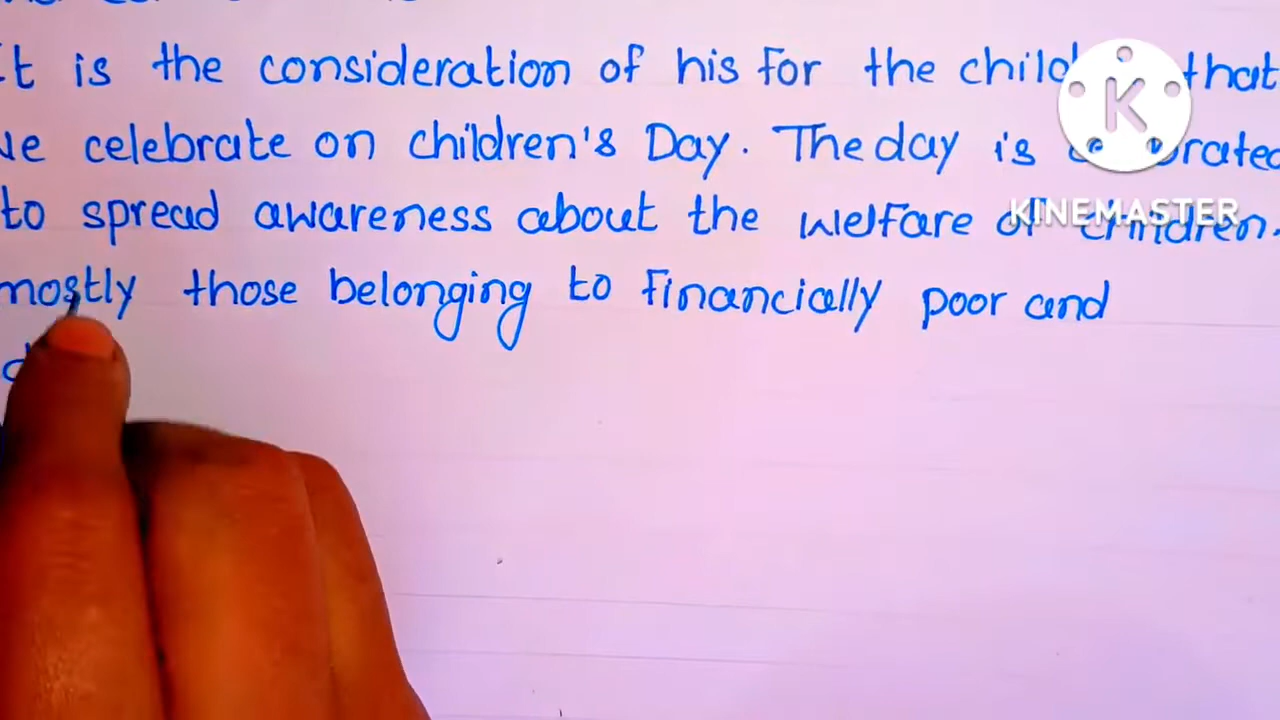 It is the consideration of his for the that
we celebrate on children's Day. The day is
to spread awareness about the welfare of children.
mostly those belonging to financially poor and
K
KINEMASTER